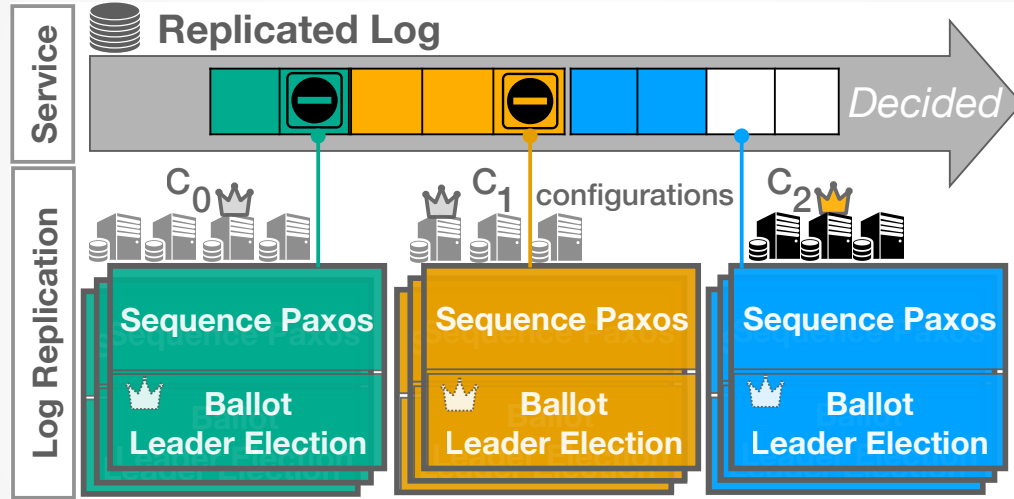 Service
Replicated Log
Decided
Log Replication
C0
C1
configurations
C2
Sequence Paxos
Sequence Paxos
Sequence Paxos
Ballot
Leader Election
Ballot
Leader Election
Ballot
Leader Election